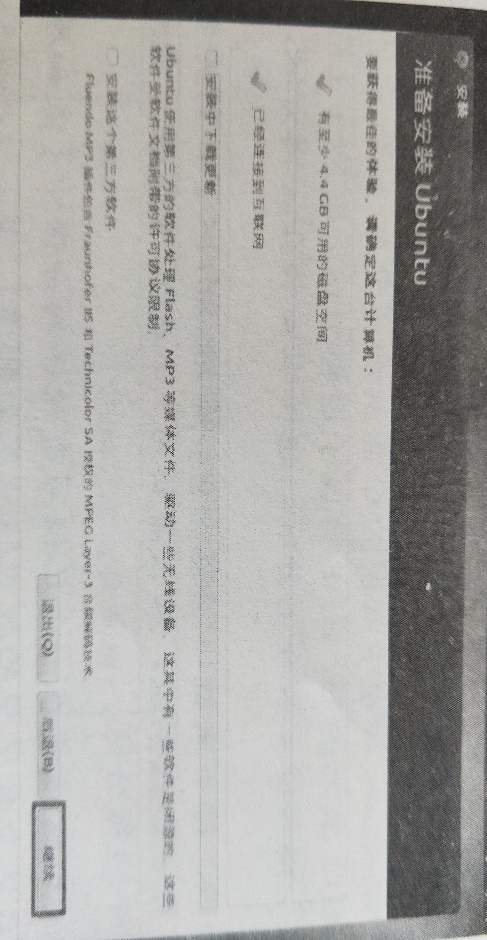 安装
准备安装 Ubuntu
要获得最佳的体验，请确定这台计算机：
有至少 4.4 GB 可用的磁盘空间
已经连接到互联网
安装中下载更新
Ubuntu 使用第三方的软件处理 Flash、MP3 等媒体文件，驱动一些无线设备，这其中有一些软件是闭源的，这些
软件受软件文档附带的许可协议限制。
安装这个第三方软件
Fluendo MP3 插件包含 Fraunhofer IIS 和 Technicolor SA 授权的 MPEG Layer-3 音频解码技术
退出(Q)
后退(B)
继续